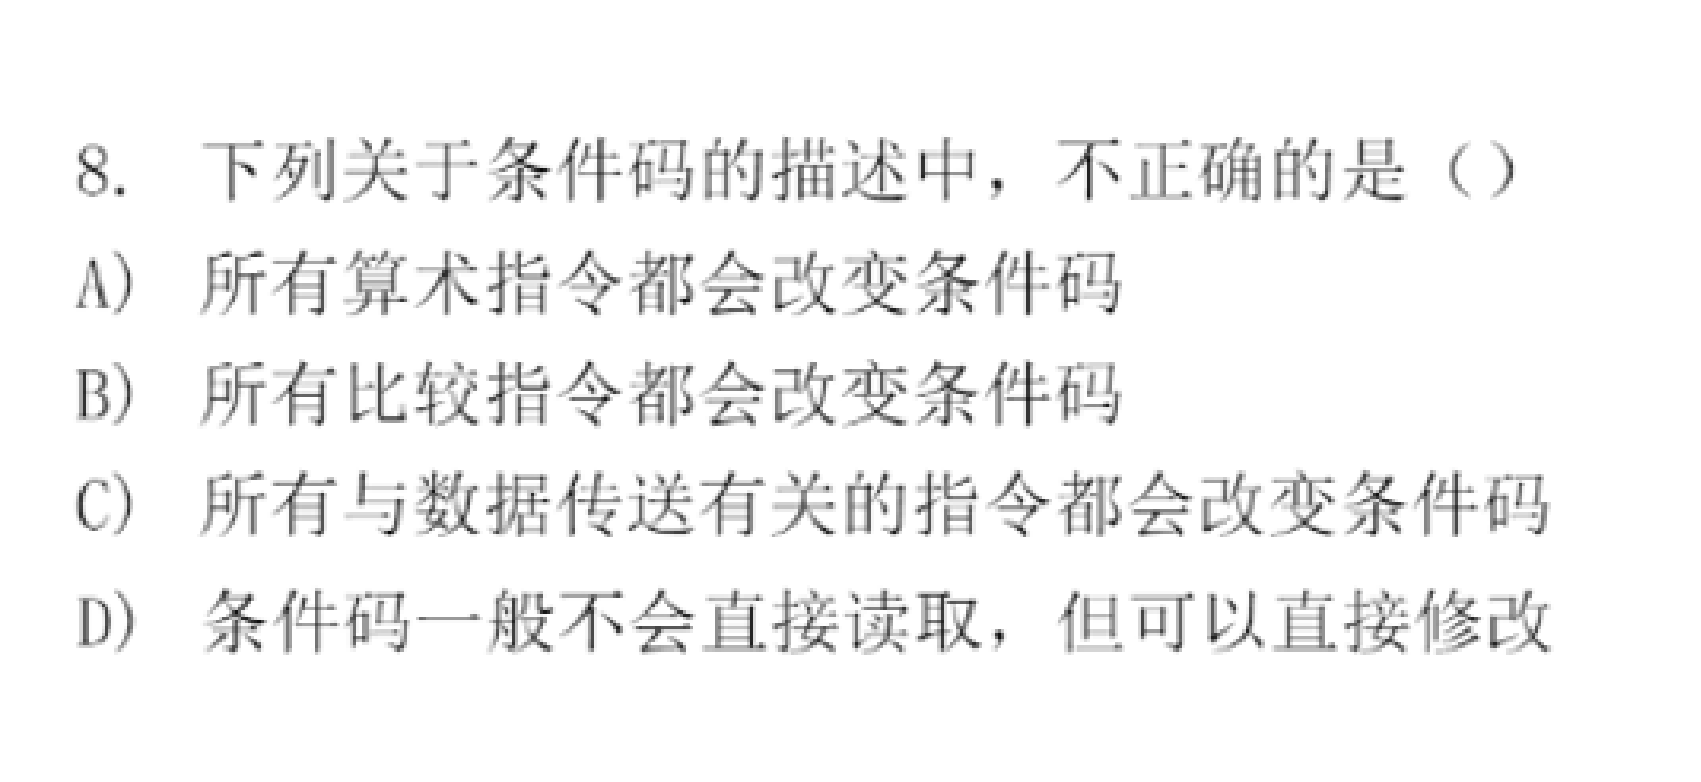 8. 下列关于条件码的描述中，不正确的是（）
A) 所有算术指令都会改变条件码
B) 所有比较指令都会改变条件码
C) 所有与数据传送有关的指令都会改变条件码
D) 条件码一般不会直接读取，但可以直接修改